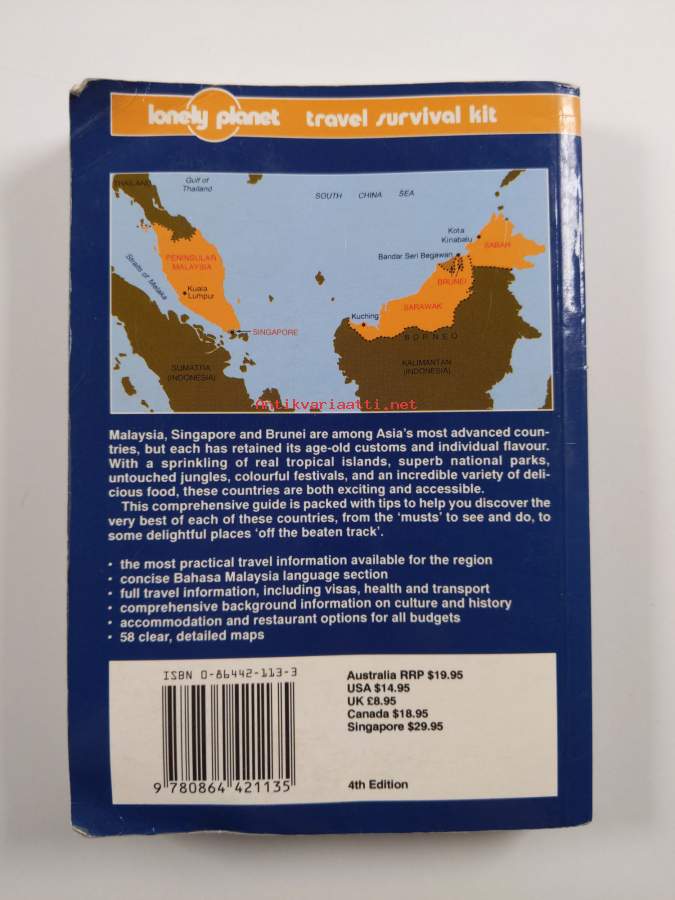 lonely planet travel survival kit
THAILAND
Gulf of
Thailand
SOUTH CHINA SEA
Kota
Kinabalu
SABAH
Bandar Seri Begawan
PENINSULAR
MALAYSIA
BRUNEI
Straits of Melaka
Kuala
Lumpur
SARAWAK
Kuching
SINGAPORE
BORNEO
SUMATRA
(INDONESIA)
KALIMANTAN
(INDONESIA)
Antikvariaatti.net
Malaysia, Singapore and Brunei are among Asia's most advanced coun-
tries, but each has retained its age-old customs and individual flavour.
With a sprinkling of real tropical islands, superb national parks,
untouched jungles, colourful festivals, and an incredible variety of deli-
cious food, these countries are both exciting and accessible.
This comprehensive guide is packed with tips to help you discover the
very best of each of these countries, from the 'musts' to see and do, to
some delightful places 'off the beaten track'.
• the most practical travel information available for the region
• concise Bahasa Malaysia language section
• full travel information, including visas, health and transport
• comprehensive background information on culture and history
• accommodation and restaurant options for all budgets
• 58 clear, detailed maps
ISBN 0-86442-113-3
9 780864 421135
Australia RRP $19.95
USA $14.95
UK £8.95
Canada $18.95
Singapore $29.95
4th Edition